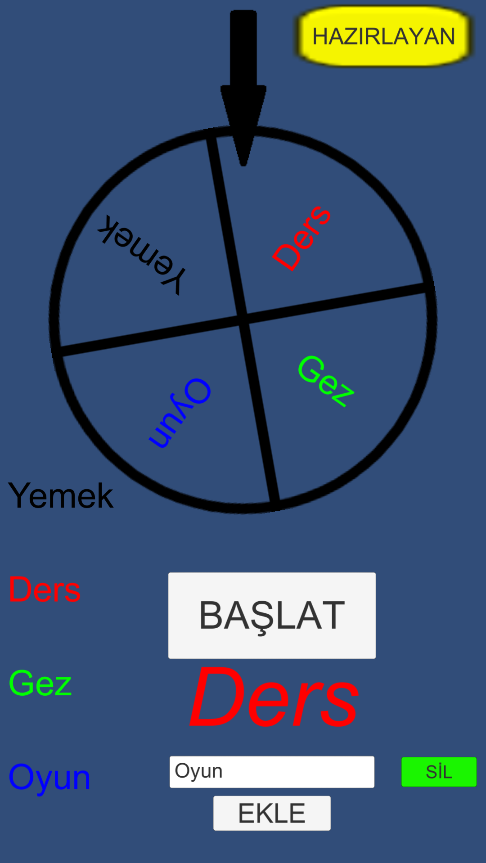 HAZIRLAYAN
Ders
Yemek
Gez
Oyun
Yemek
Ders
BAŞLAT
Gez
Ders
Oyun
Oyun
SİL
EKLE